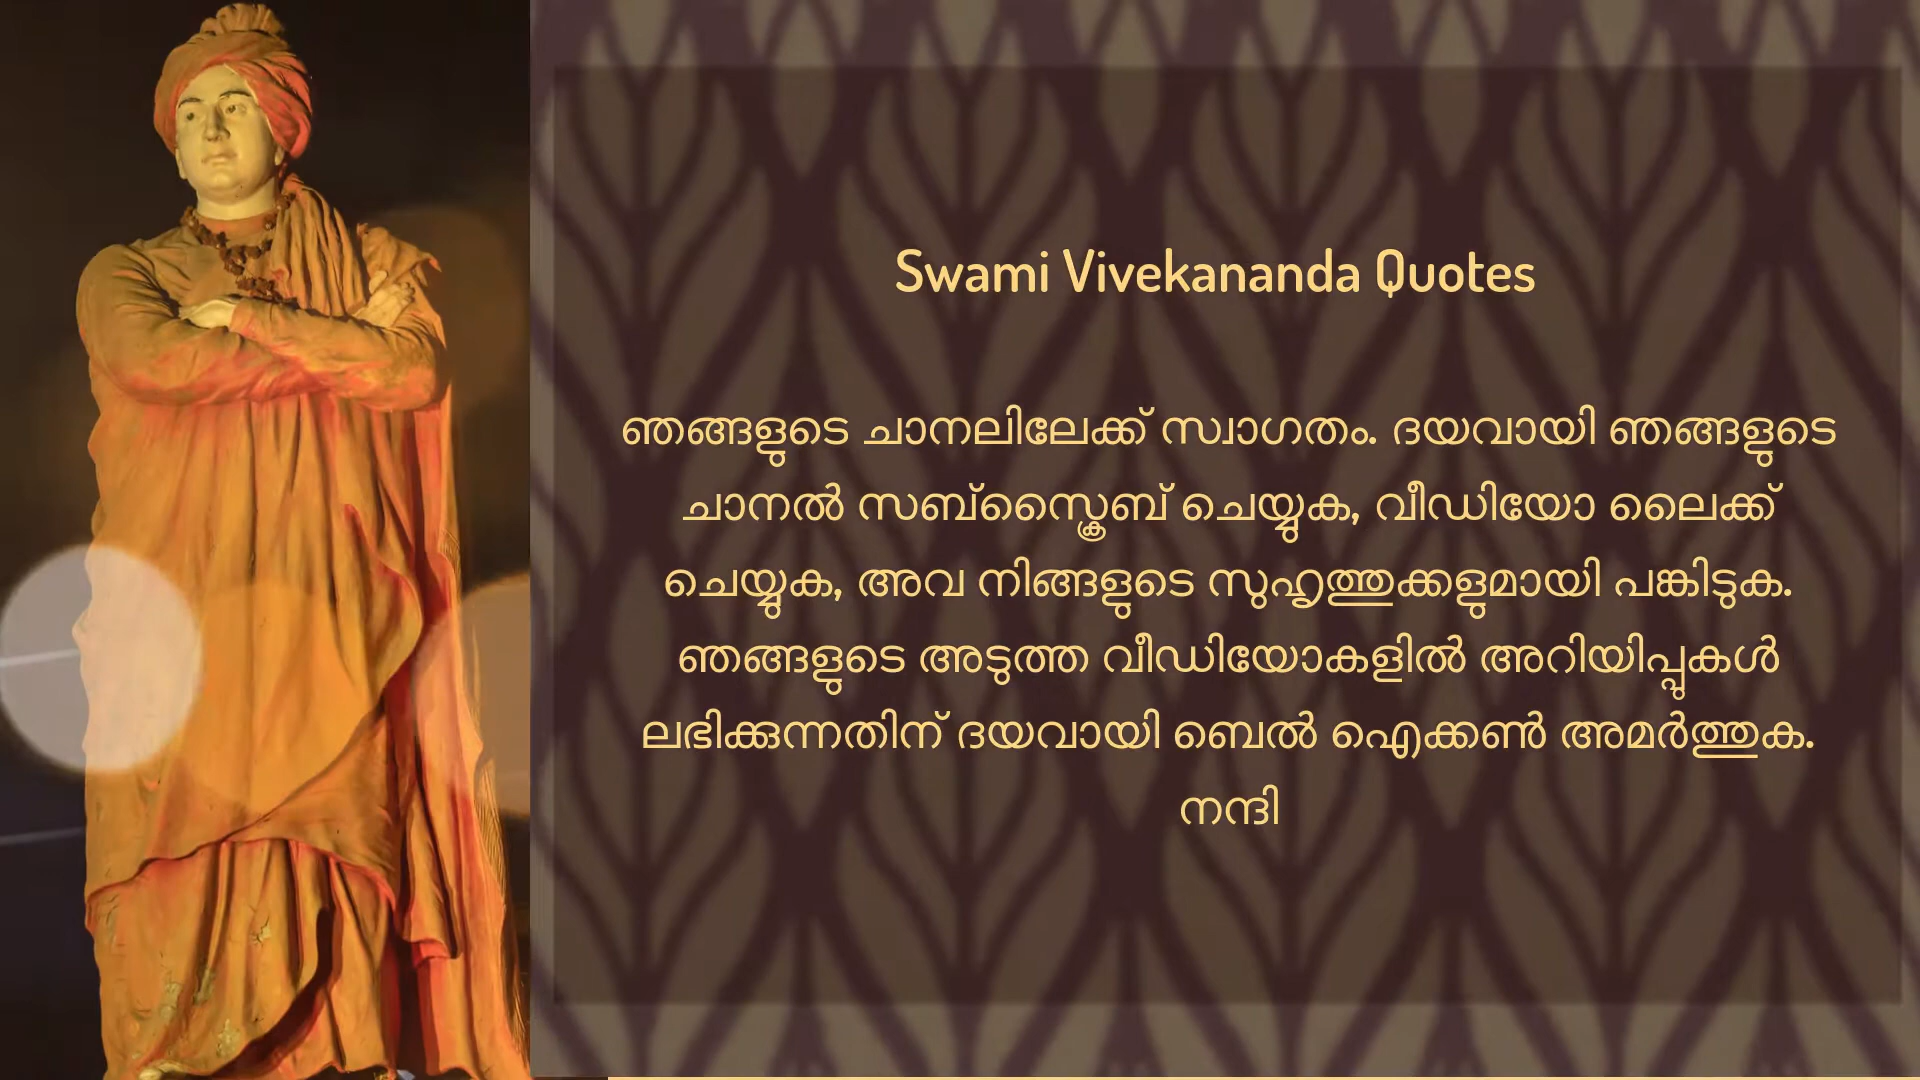 Swami Vivekananda Quotes
ഞങ്ങളുടെ ചാനലിലേക്ക് സ്വാഗതം. ദയവായി ഞങ്ങളുടെ
ചാനൽ സബ്സ്ക്രൈബ് ചെയ്യുക, വീഡിയോ ലൈക്ക്
ചെയ്യുക, അവ നിങ്ങളുടെ സുഹൃത്തുക്കളുമായി പങ്കിടുക.
ഞങ്ങളുടെ അടുത്ത വീഡിയോകളിൽ അറിയിപ്പുകൾ
ലഭിക്കുന്നതിന് ദയവായി ബെൽ ഐക്കൺ അമർത്തുക.
നന്ദി